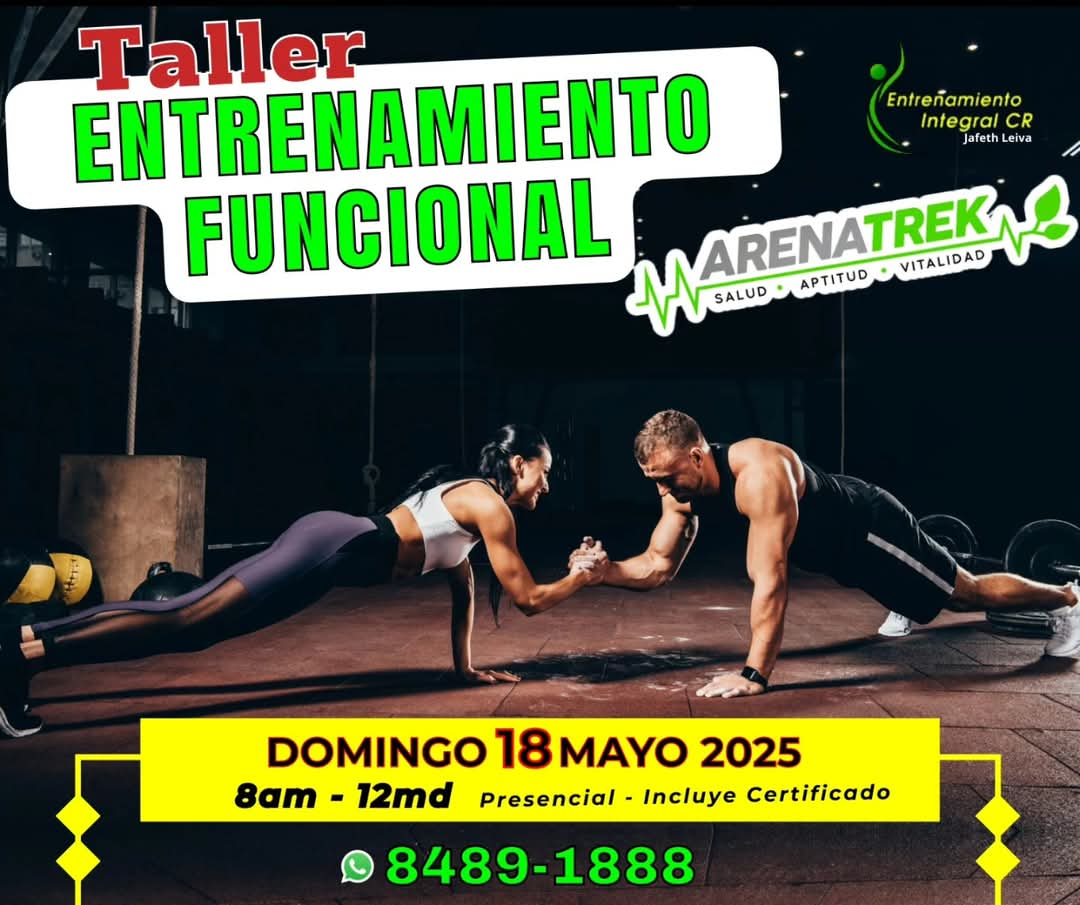 Taller
ENTRENAMIENTO
FUNCIONAL
Entrenamiento
Integral CR
Jafeth Leiva
ARENATREK
SALUD • APTITUD • VITALIDAD
DOMINGO 18 MAYO 2025
8am - 12md Presencial - Incluye Certificado
8489-1888